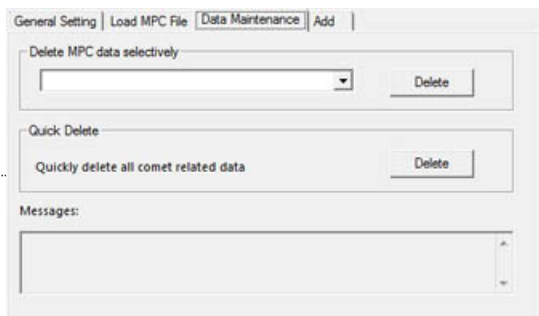 General Setting Load MPC File Data Maintenance Add
Delete MPC data selectively
Delete
Quick Delete
Quickly delete all comet related data
Delete
Messages: